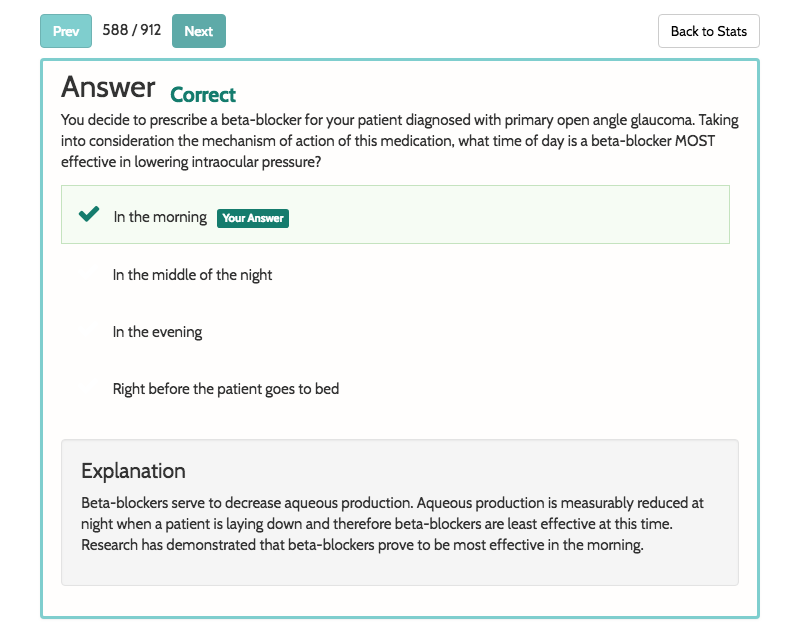 Prev 588 / 912 Next Back to Stats
Answer Correct
You decide to prescribe a beta-blocker for your patient diagnosed with primary open angle glaucoma. Taking
into consideration the mechanism of action of this medication, what time of day is a beta-blocker MOST
effective in lowering intraocular pressure?
In the morning Your Answer
In the middle of the night
In the evening
Right before the patient goes to bed
Explanation
Beta-blockers serve to decrease aqueous production. Aqueous production is measurably reduced at
night when a patient is laying down and therefore beta-blockers are least effective at this time.
Research has demonstrated that beta-blockers prove to be most effective in the morning.